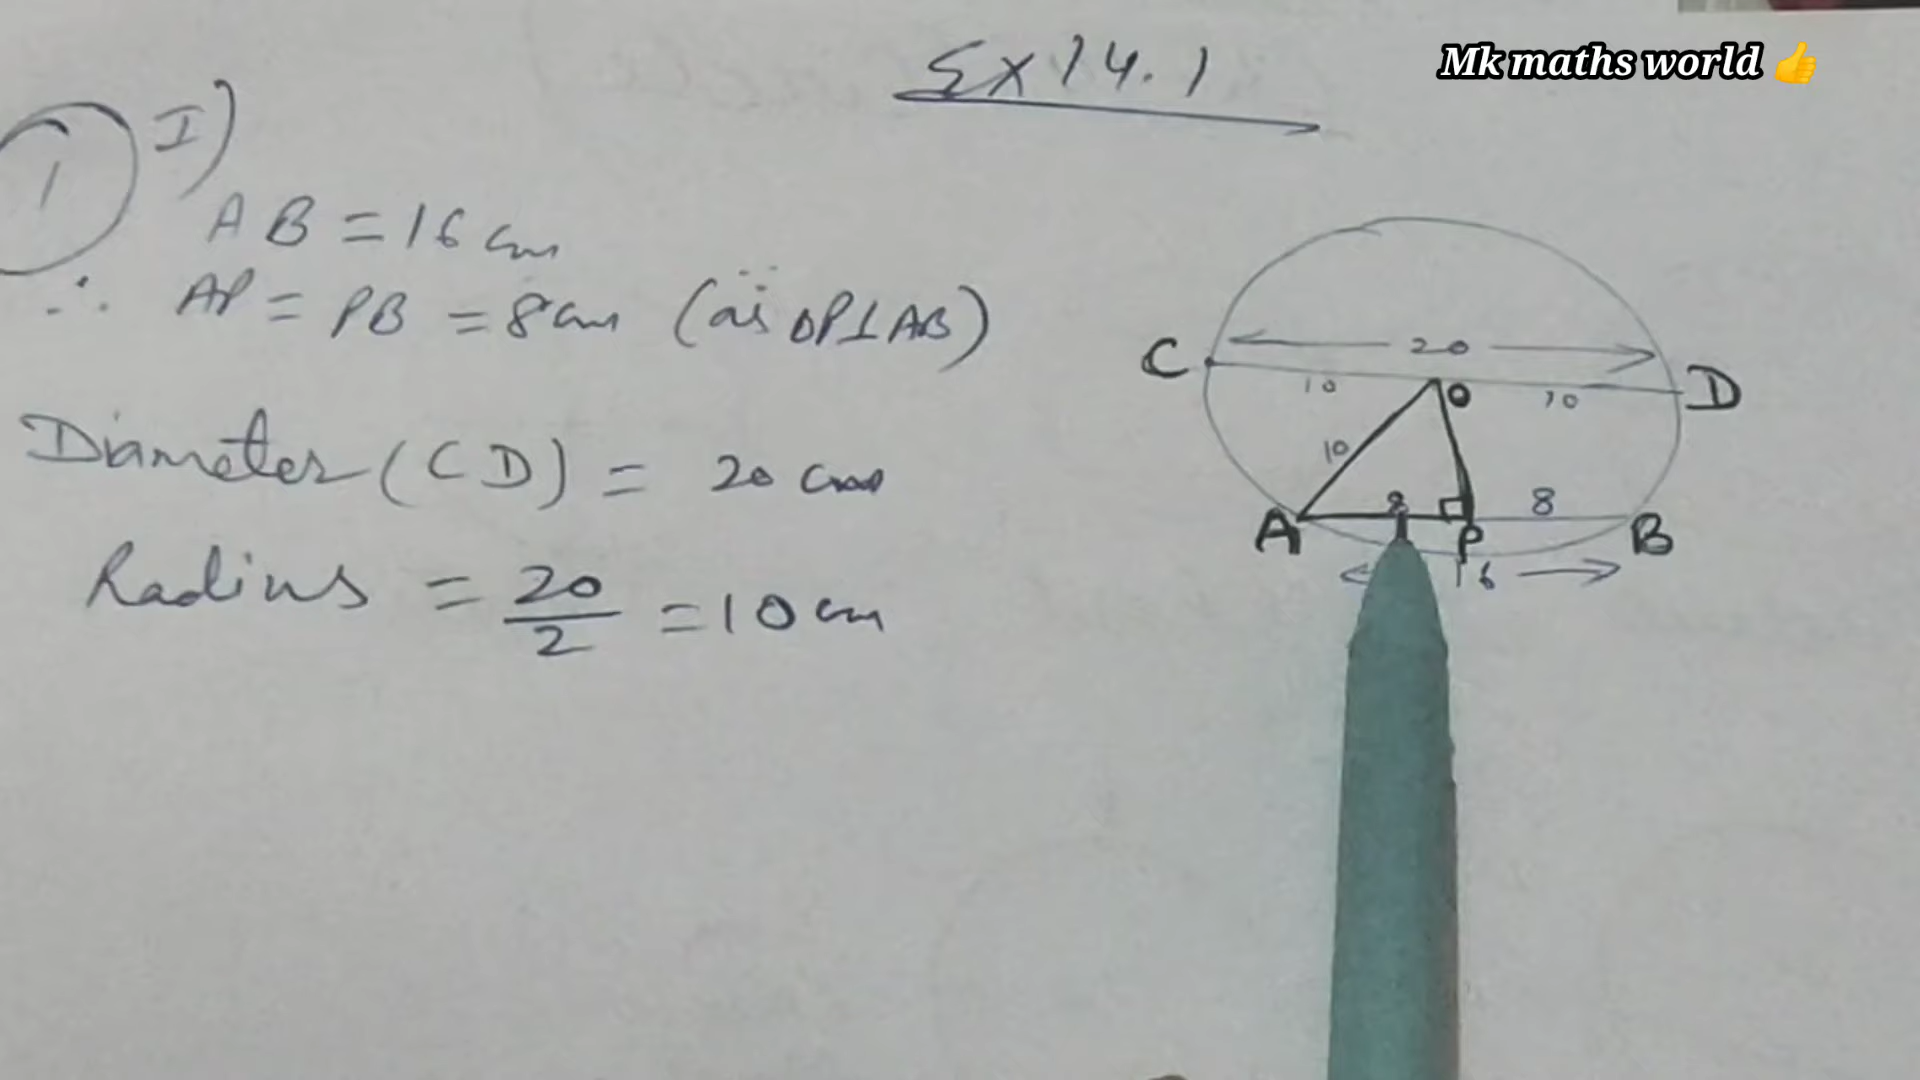 Ex 14.1
Mk maths world 👍
1 I)
AB = 16 cm
∴ AP = PB = 8 cm (as OP⊥AB)
Diameter (CD) = 20 cm
Radius = 20/2 = 10 cm
C 20 D
10 O 10
10
8 8
A P B
16